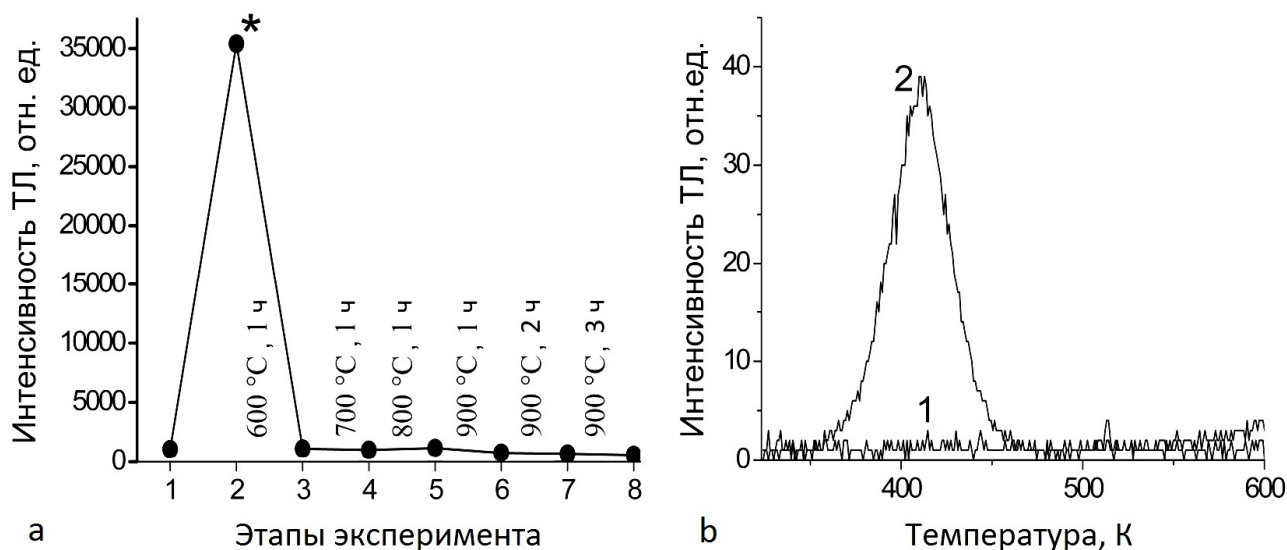 Интенсивность ТЛ, отн. ед.
35000
30000
25000
20000
15000
10000
5000
0
*
600 °C, 1 ч
700 °C, 1 ч
800 °C, 1 ч
900 °C, 1 ч
900 °C, 2 ч
900 °C, 3 ч
1 2 3 4 5 6 7 8
a Этапы эксперимента
Интенсивность ТЛ, отн.ед.
40
30
20
10
0
2
1
400 500 600
b Температура, К